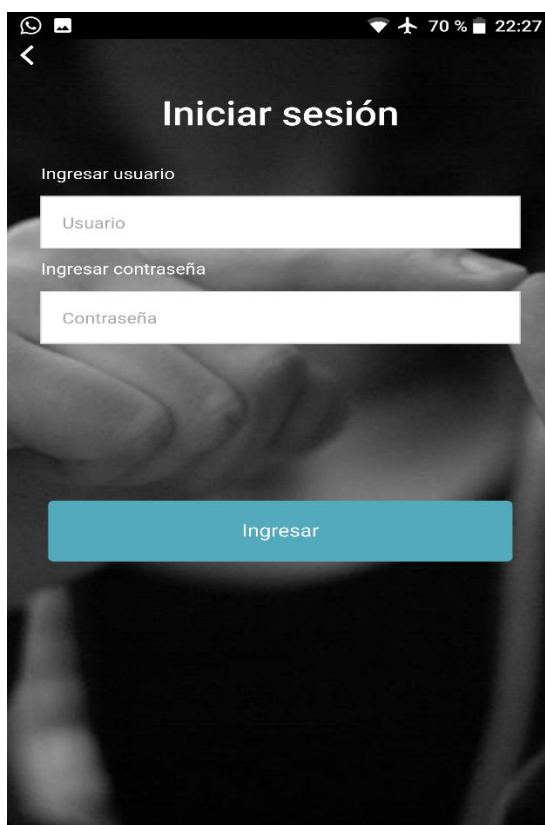 70 % 22:27
Iniciar sesión
Ingresar usuario
Usuario
Ingresar contraseña
Contraseña
Ingresar